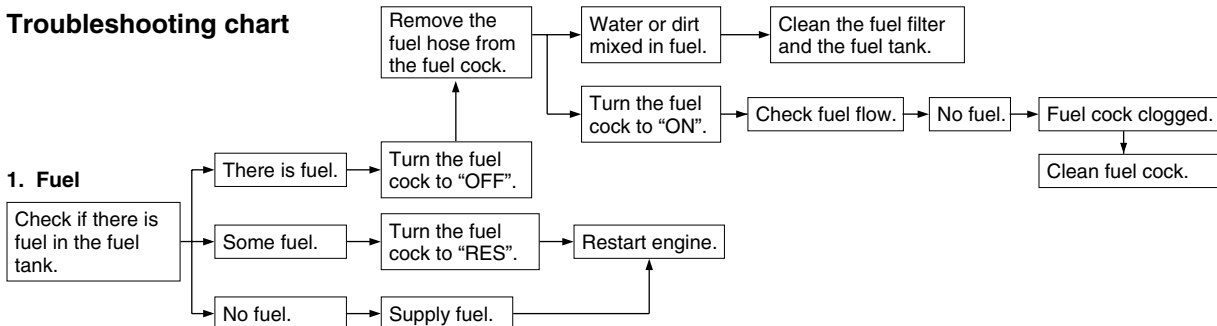 Troubleshooting chart
Remove the
fuel hose from
the fuel cock.
Water or dirt
mixed in fuel.
Clean the fuel filter
and the fuel tank.
Turn the fuel
cock to “ON”.
Check fuel flow.
No fuel.
Fuel cock clogged.
Clean fuel cock.
1. Fuel
Check if there is
fuel in the fuel
tank.
There is fuel.
Turn the fuel
cock to “OFF”.
Some fuel.
Turn the fuel
cock to “RES”.
Restart engine.
No fuel.
Supply fuel.